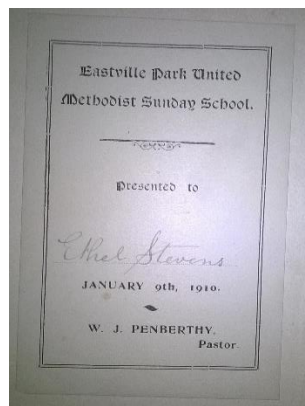 Eastville Park United
Methodist Sunday School.
Presented to
Ethel Stevens
JANUARY 9th, 1910.
W. J. PENBERTHY.
Pastor.